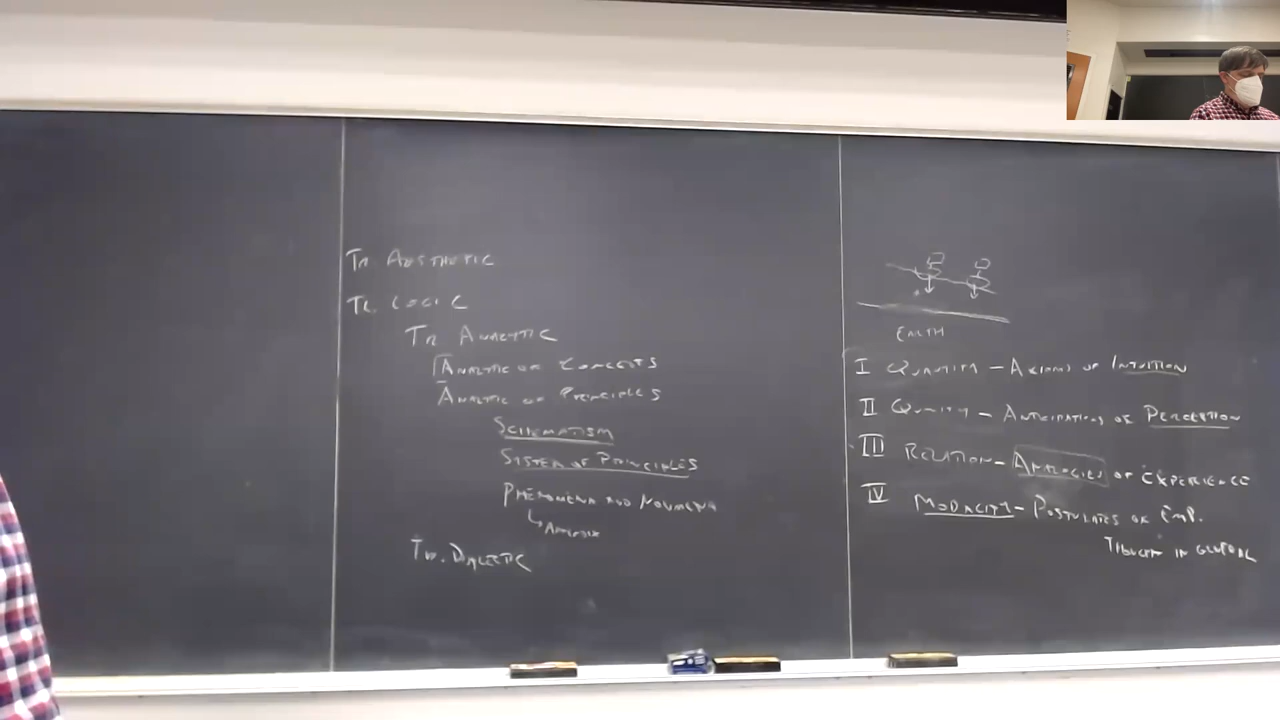 Tr. AESTHETIC
Tr. LOGIC
Tr ANALYTIC
ANALYTIC OF CONCEPTS
ANALYTIC OF PRINCIPLES
SCHEMATISM
SYSTEM OF PRINCIPLES
PHENOMENA AND NOUMENA
Tr. DIALECTIC
EARTH
I QUANTITY - AXIOMS OF INTUITION
II QUALITY - ANTICIPATIONS OF PERCEPTION
III RELATION - ANALOGIES OF EXPERIENCE
IV MODALITY - POSTULATES OF EMP.
THOUGHT IN GENERAL